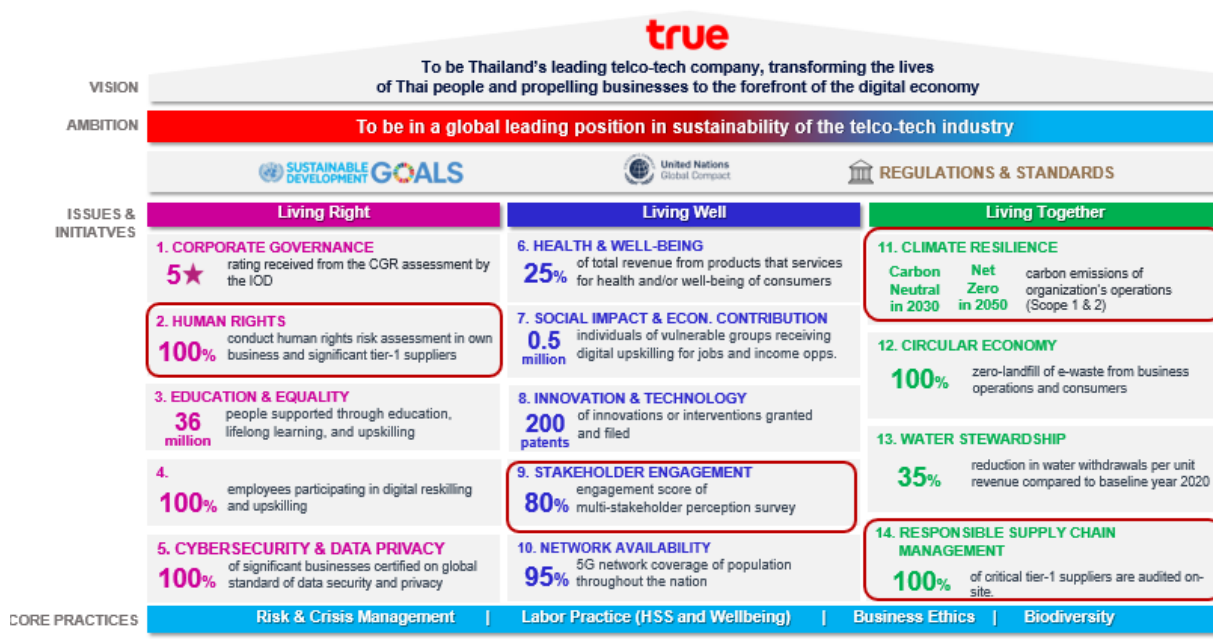 true
To be Thailand's leading telco-tech company, transforming the lives
of Thai people and propelling businesses to the forefront of the digital economy
VISION
AMBITION
To be in a global leading position in sustainability of the telco-tech industry
SUSTAINABLE
DEVELOPMENT
GOALS
United Nations
Global Compact
REGULATIONS & STANDARDS
ISSUES &
INITIATVES
Living Right
1. CORPORATE GOVERNANCE
5★
rating received from the CGR assessment by
the IOD
2. HUMAN RIGHTS
100%
conduct human rights risk assessment in own
business and significant tier-1 suppliers
3. EDUCATION & EQUALITY
36
million
people supported through education,
lifelong learning, and upskilling
4.
100%
employees participating in digital reskilling
and upskilling
5. CYBERSECURITY & DATA PRIVACY
100%
of significant businesses certified on global
standard of data security and privacy
Living Well
6. HEALTH & WELL-BEING
25%
of total revenue from products that services
for health and/or well-being of consumers
7. SOCIAL IMPACT & ECON. CONTRIBUTION
0.5
million
individuals of vulnerable groups receiving
digital upskilling for jobs and income opps.
8. INNOVATION & TECHNOLOGY
200
patents
of innovations or interventions granted
and filed
9. STAKEHOLDER ENGAGEMENT
80%
engagement score of
multi-stakeholder perception survey
10. NETWORK AVAILABILITY
95%
5G network coverage of population
throughout the nation
Living Together
11. CLIMATE RESILIENCE
Carbon
Neutral
in 2030
Net
Zero
in 2050
carbon emissions of
organization's operations
(Scope 1 & 2)
12. CIRCULAR ECONOMY
100%
zero-landfill of e-waste from business
operations and consumers
13. WATER STEWARDSHIP
35%
reduction in water withdrawals per unit
revenue compared to baseline year 2020
14. RESPONSIBLE SUPPLY CHAIN
MANAGEMENT
100%
of critical tier-1 suppliers are audited on-
site.
CORE PRACTICES
Risk & Crisis Management | Labor Practice (HSS and Wellbeing) | Business Ethics | Biodiversity